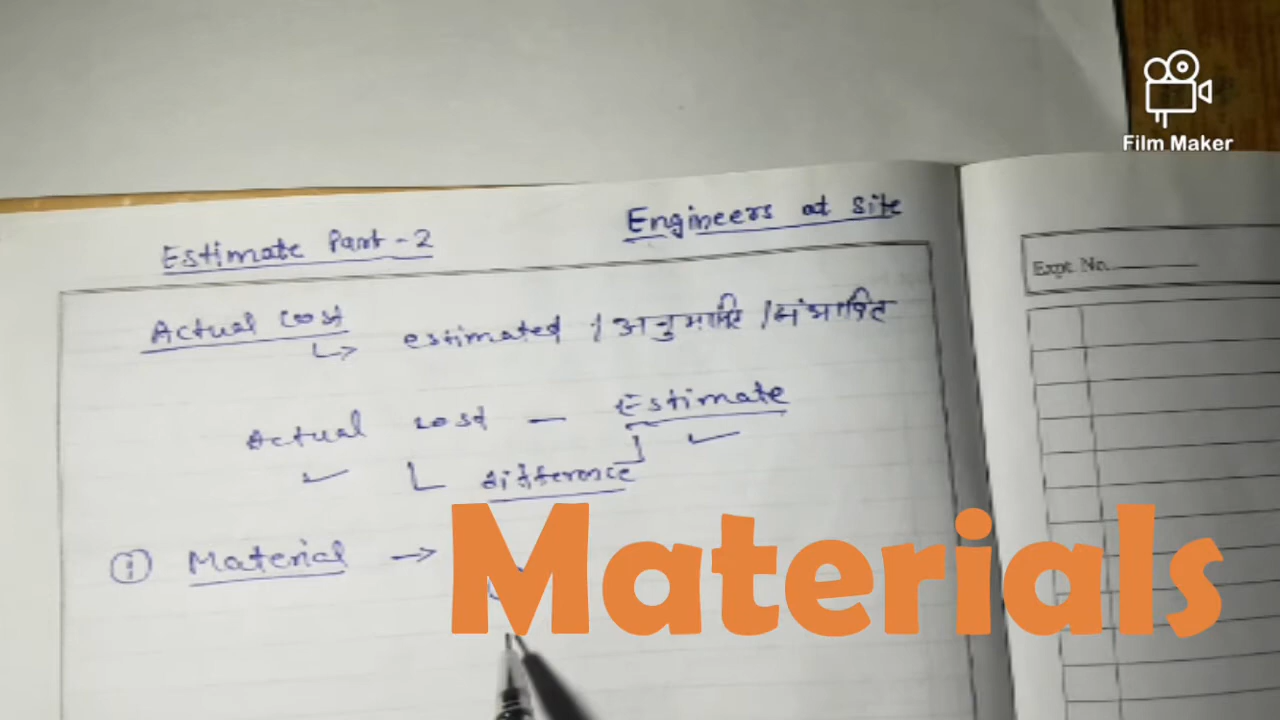 Film Maker
Engineers at Site
Estimate Part-2
Expt. No.
Actual cost
↳ estimated / अनुमानित / संभावित
Actual cost — Estimate
✓ ✓
difference
① Material →
Materials